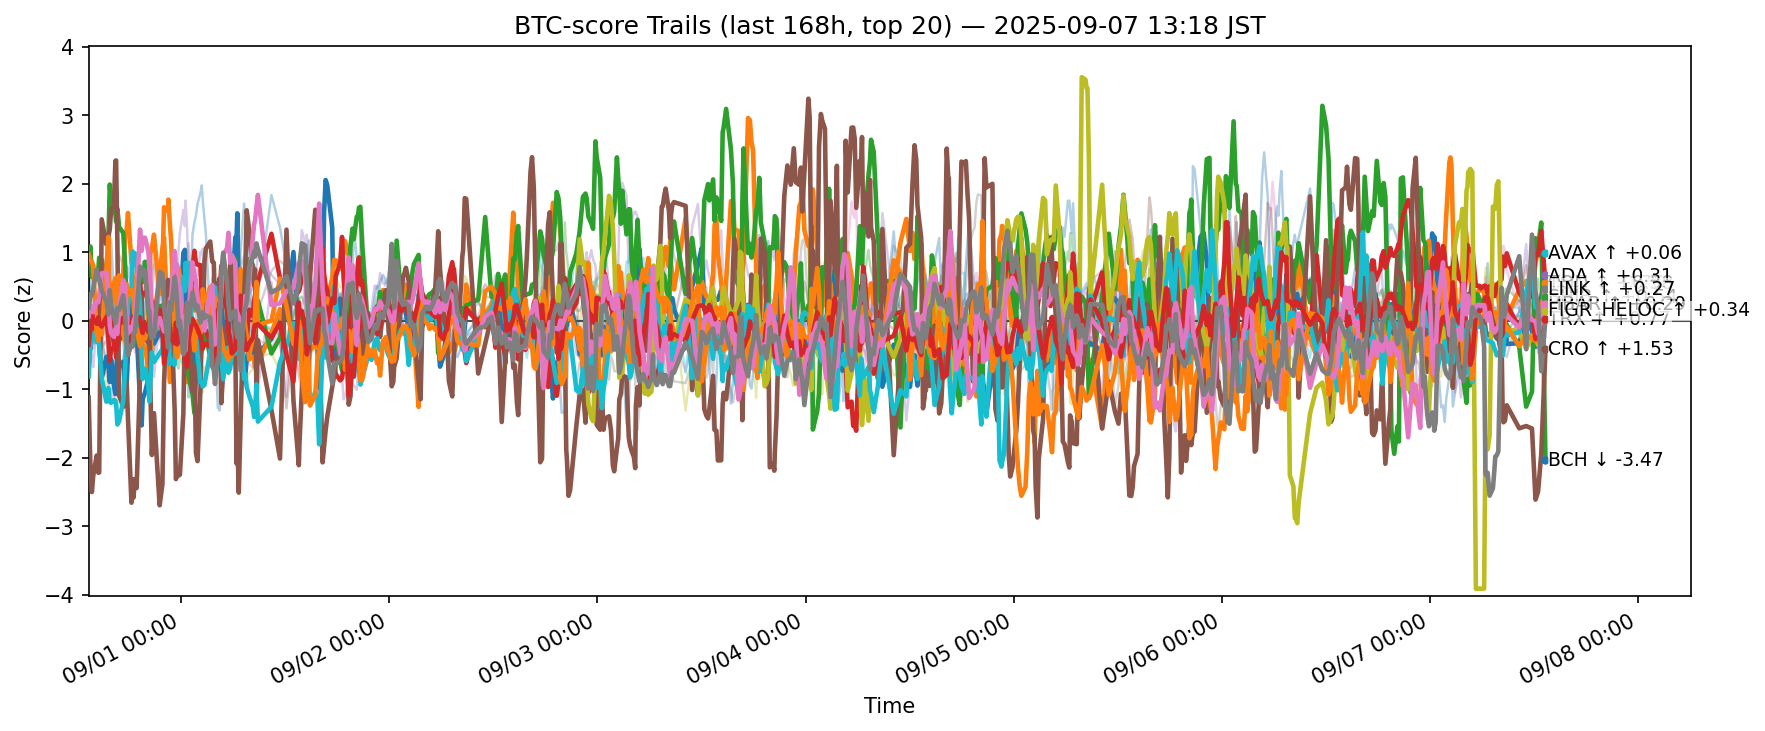 BTC-score Trails (last 168h, top 20) — 2025-09-07 13:18 JST
Score (z)
4
3
2
1
0
−1
−2
−3
−4
AVAX ↑ +0.06
ADA ↑ +0.31
LINK ↑ +0.27
FIGR_HELOC ↑ +0.34
CRO ↑ +1.53
BCH ↓ -3.47
09/01 00:00
09/02 00:00
09/03 00:00
09/04 00:00
09/05 00:00
09/06 00:00
09/07 00:00
09/08 00:00
Time